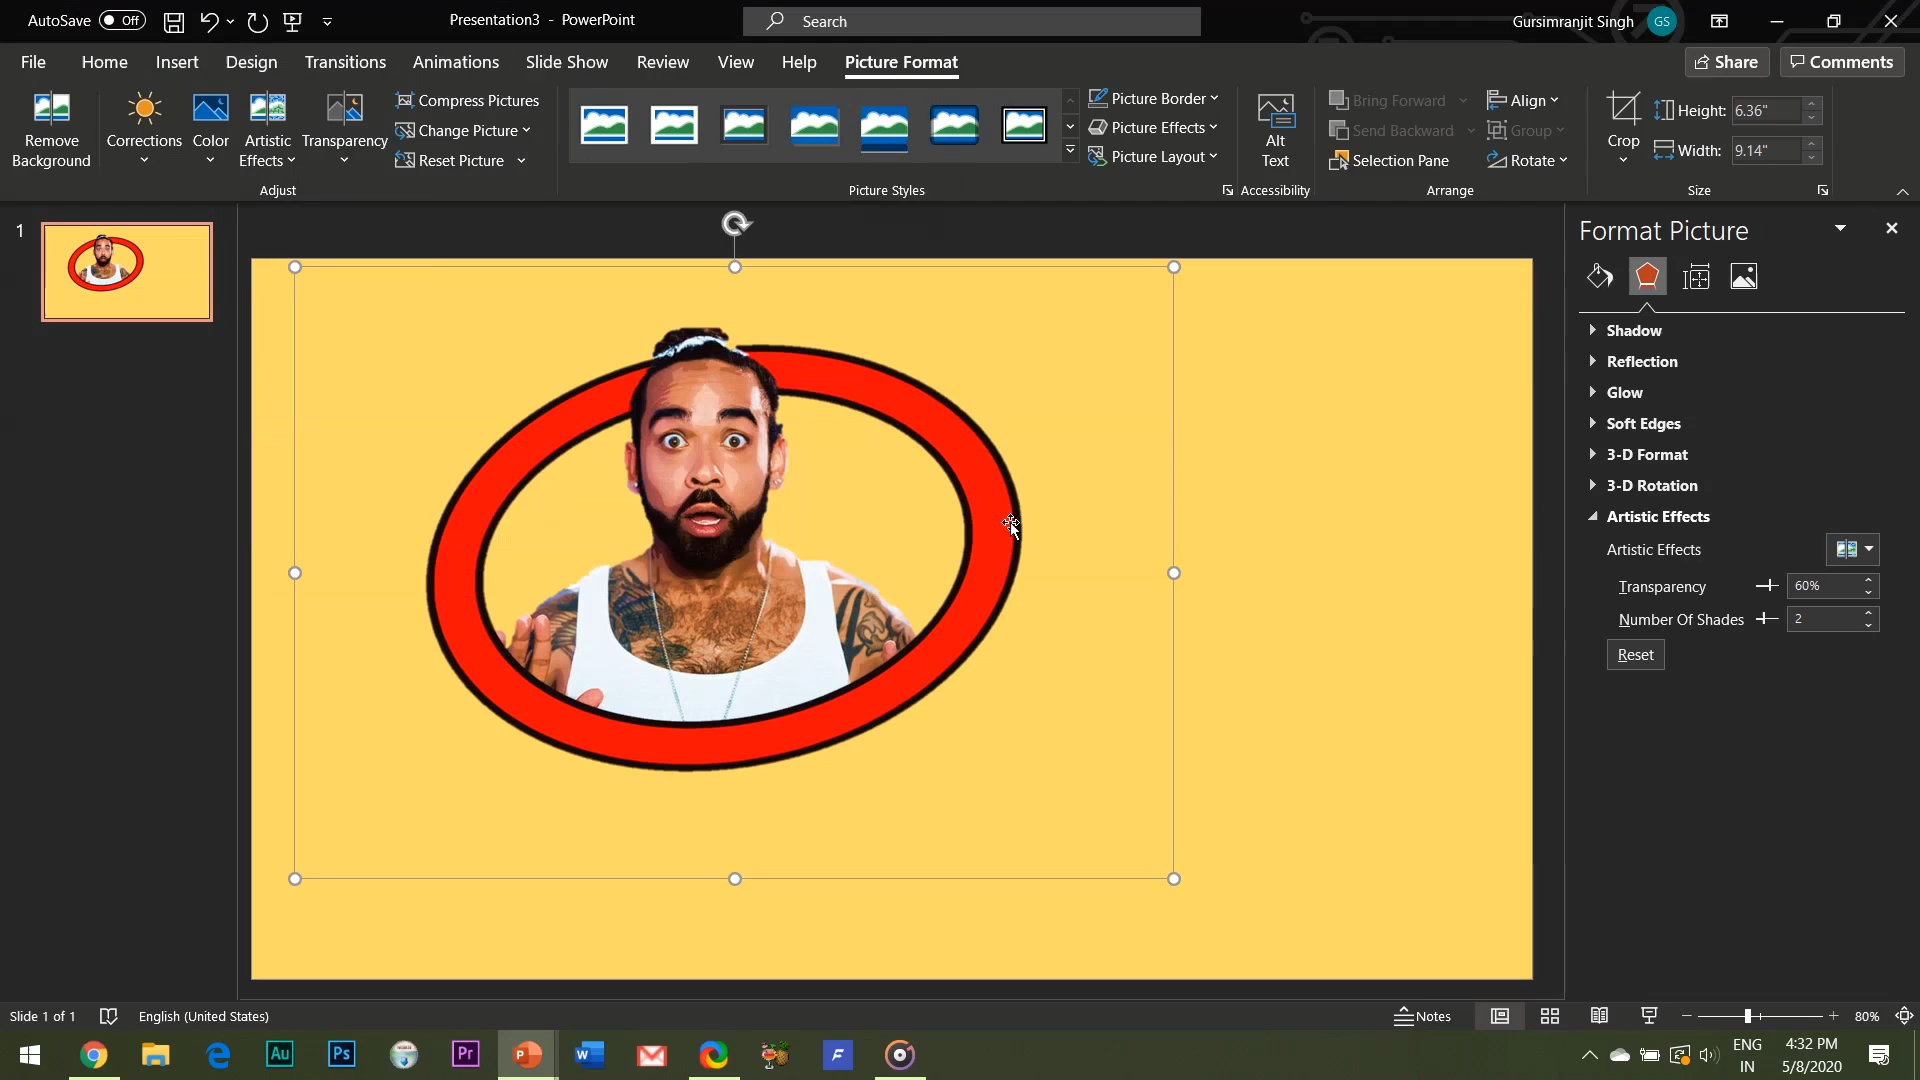 AutoSave Off Presentation3 - PowerPoint Search Gursimranjit Singh GS
File Home Insert Design Transitions Animations Slide Show Review View Help Picture Format Share Comments
Remove Background
Corrections
Color
Artistic Effects
Transparency
Compress Pictures
Change Picture
Reset Picture
Adjust
Picture Styles
Picture Border
Picture Effects
Picture Layout
Alt Text
Accessibility
Bring Forward
Send Backward
Selection Pane
Align
Group
Rotate
Arrange
Crop
Height: 6.36"
Width: 9.14"
Size
1
Format Picture
Shadow
Reflection
Glow
Soft Edges
3-D Format
3-D Rotation
Artistic Effects
Artistic Effects
Transparency 60%
Number Of Shades 2
Reset
Slide 1 of 1 English (United States) Notes 80%
Au Ps Pr P W F
ENG
IN
4:32 PM
5/8/2020